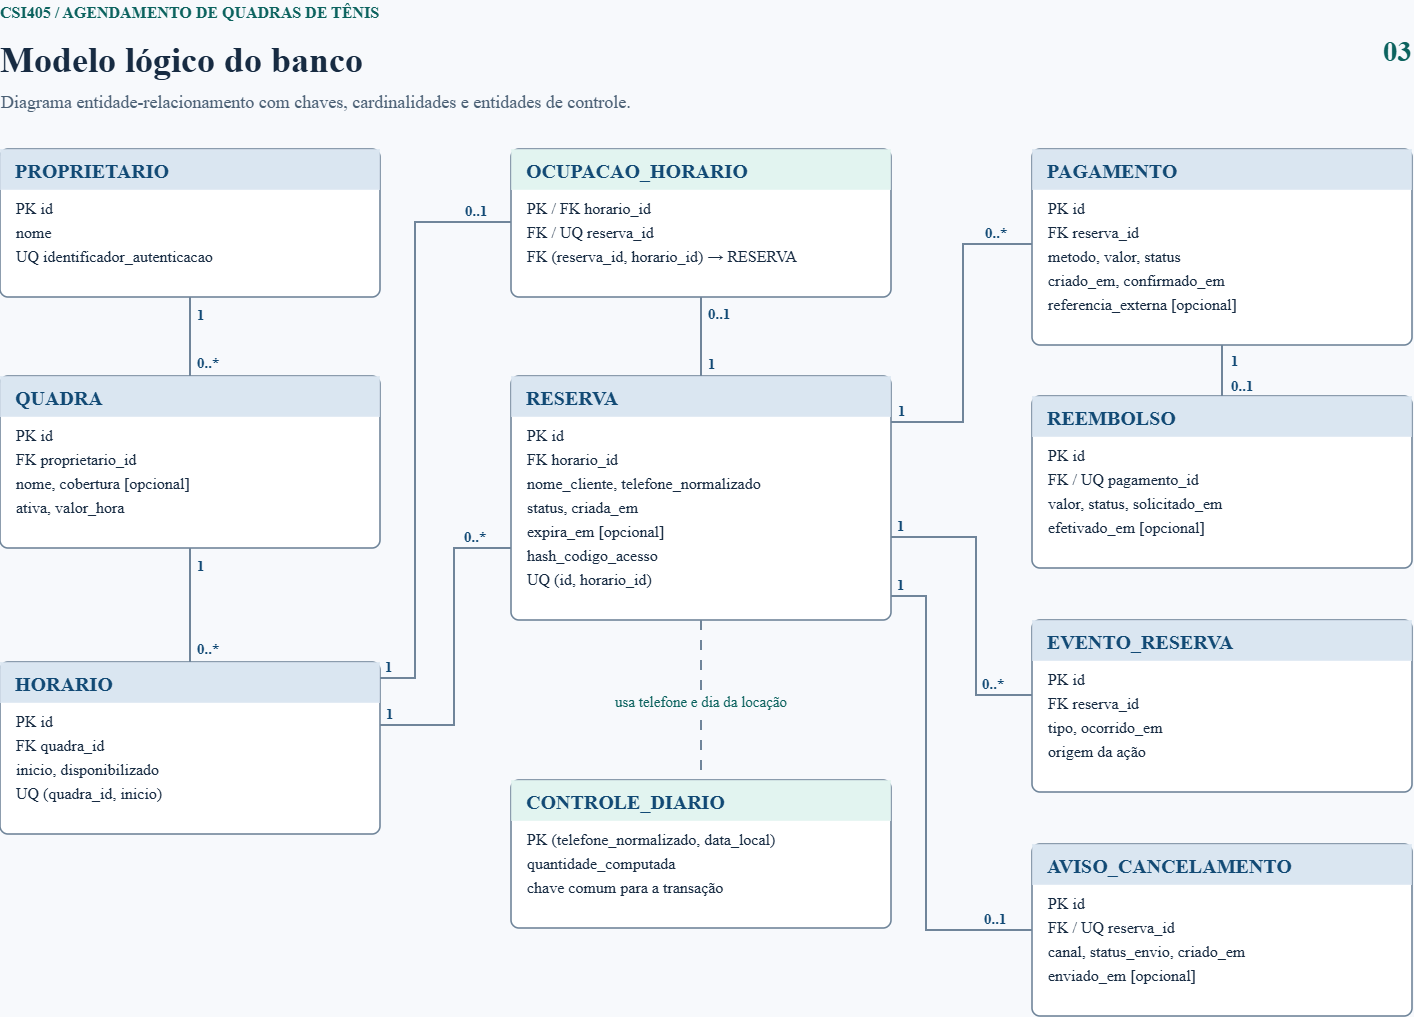 CSI405 / AGENDAMENTO DE QUADRAS DE TÊNIS
Modelo lógico do banco
03
Diagrama entidade-relacionamento com chaves, cardinalidades e entidades de controle.
PROPRIETARIO
PK id
nome
UQ identificador_autenticacao
1
0..*
QUADRA
PK id
FK proprietario_id
nome, cobertura [opcional]
ativa, valor_hora
1
0..*
HORARIO
PK id
FK quadra_id
inicio, disponibilizado
UQ (quadra_id, inicio)
1
0..1
1
0..*
OCUPACAO_HORARIO
PK / FK horario_id
FK / UQ reserva_id
FK (reserva_id, horario_id) → RESERVA
0..1
1
RESERVA
PK id
FK horario_id
nome_cliente, telefone_normalizado
status, criada_em
expira_em [opcional]
hash_codigo_acesso
UQ (id, horario_id)
usa telefone e dia da locação
CONTROLE_DIARIO
PK (telefone_normalizado, data_local)
quantidade_computada
chave comum para a transação
1
0..*
1
0..*
1
0..1
PAGAMENTO
PK id
FK reserva_id
metodo, valor, status
criado_em, confirmado_em
referencia_externa [opcional]
1
0..1
REEMBOLSO
PK id
FK / UQ pagamento_id
valor, status, solicitado_em
efetivado_em [opcional]
EVENTO_RESERVA
PK id
FK reserva_id
tipo, ocorrido_em
origem da ação
AVISO_CANCELAMENTO
PK id
FK / UQ reserva_id
canal, status_envio, criado_em
enviado_em [opcional]